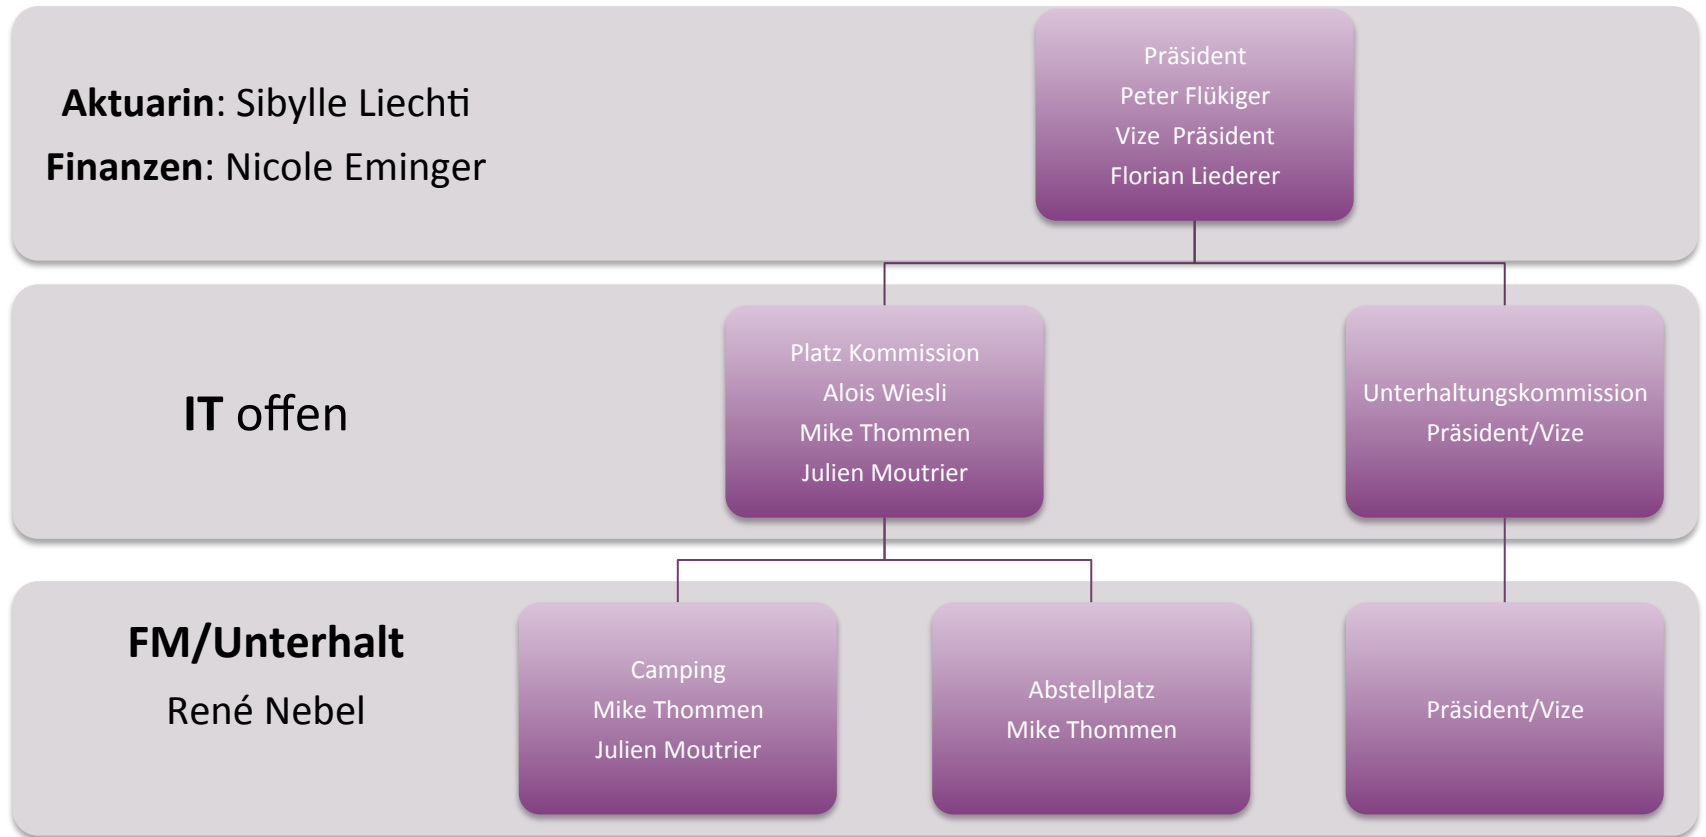 Aktuarin: Sibylle Liechti
Finanzen: Nicole Eminger
Präsident
Peter Flükiger
Vize Präsident
Florian Liederer
IT offen
Platz Kommission
Alois Wiesli
Mike Thommen
Julien Moutrier
Unterhaltungskommission
Präsident/Vize
FM/Unterhalt
René Nebel
Camping
Mike Thommen
Julien Moutrier
Abstellplatz
Mike Thommen
Präsident/Vize